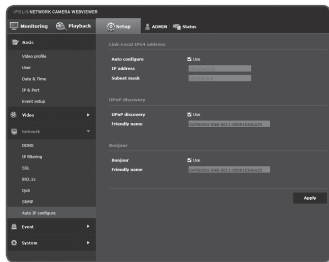 iPOLiS NETWORK CAMERA WEBVIEWER
Monitoring
Playback
Setup
ADMIN
Status
Basic
Video profile
User
Date & Time
IP & Port
Event setup
Video
Network
DDNS
IP filtering
SSL
802.1x
QoS
SNMP
Auto IP configure
Event
System
Link-Local IPv4 address
Auto configure
Use
IP address
Subnet mask
UPnP discovery
UPnP discovery
Use
Friendly name
Bonjour
Bonjour
Use
Friendly name
Apply